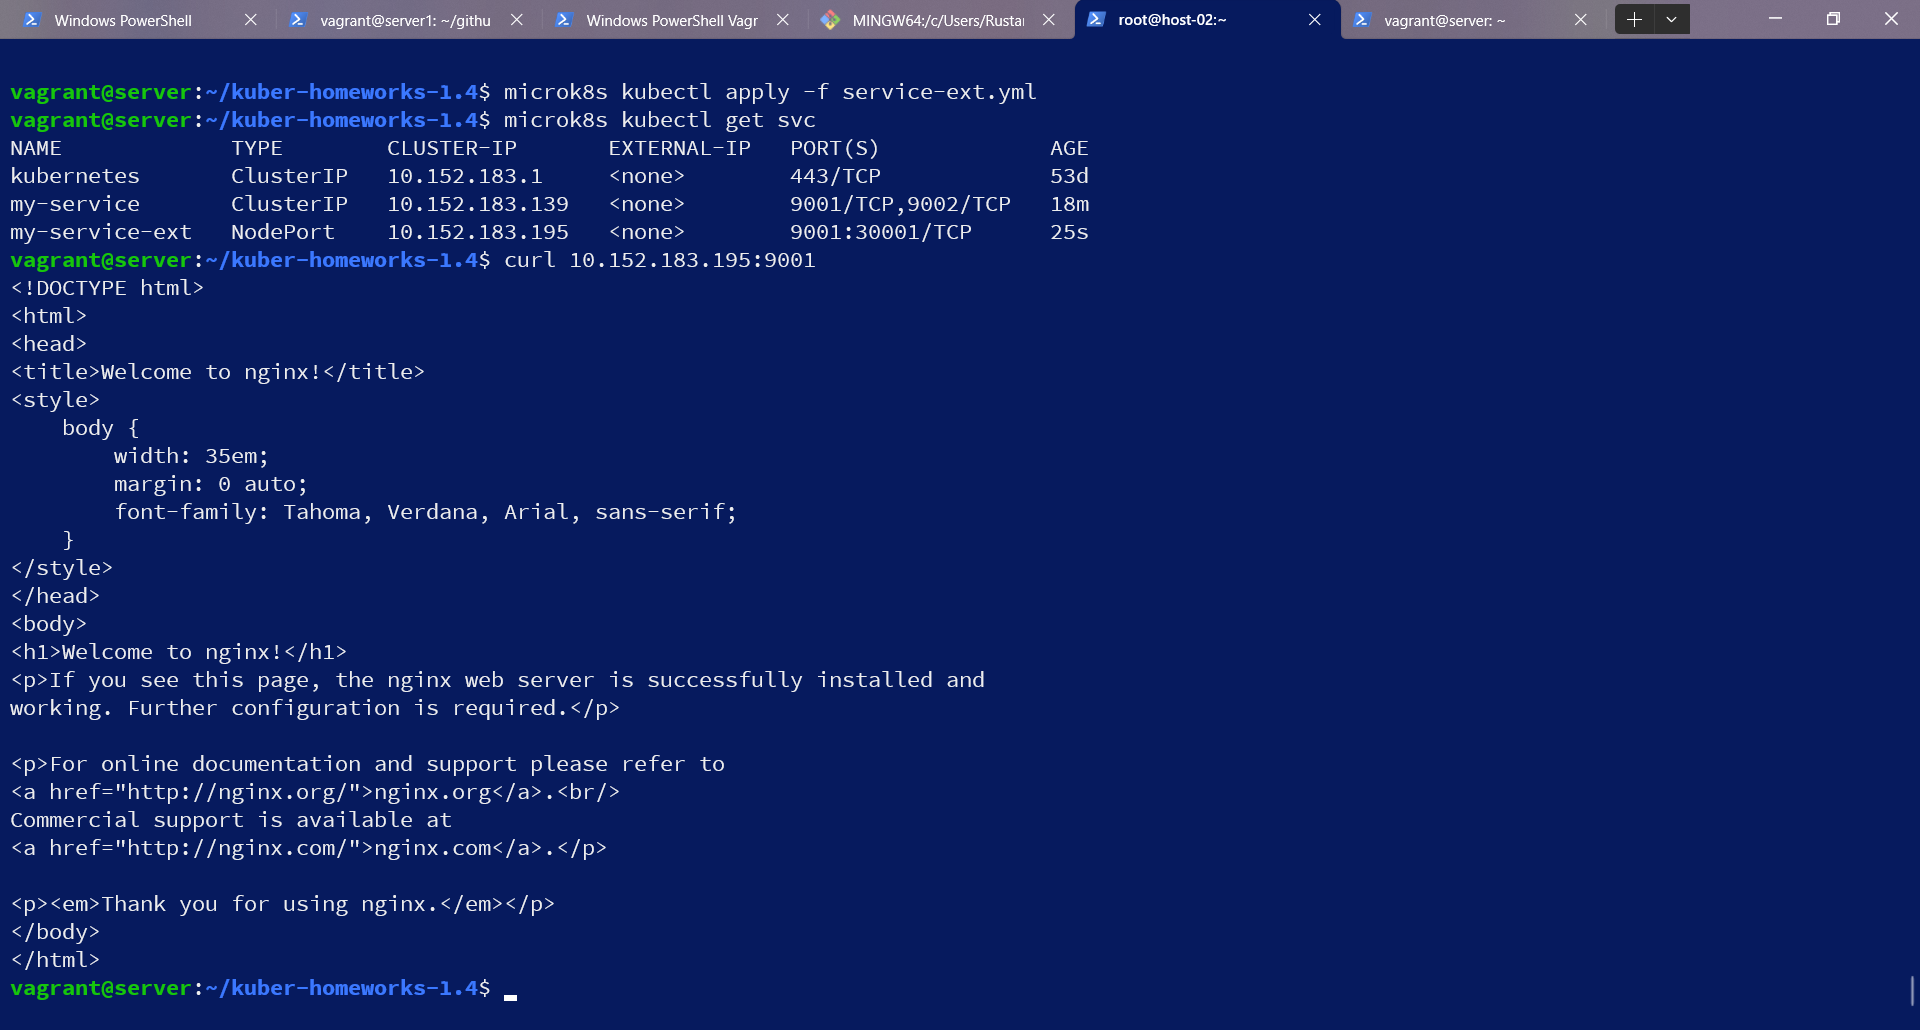 Windows PowerShell
vagrant@server1: ~/githu
Windows PowerShell Vagr
MINGW64:/c/Users/Rusta
root@host-02:~
vagrant@server: ~
vagrant@server:~/kuber-homeworks-1.4$ microk8s kubectl apply -f service-ext.yml
vagrant@server:~/kuber-homeworks-1.4$ microk8s kubectl get svc
NAME             TYPE        CLUSTER-IP       EXTERNAL-IP   PORT(S)             AGE
kubernetes       ClusterIP   10.152.183.1     <none>        443/TCP             53d
my-service       ClusterIP   10.152.183.139   <none>        9001/TCP,9002/TCP   18m
my-service-ext   NodePort    10.152.183.195   <none>        9001:30001/TCP      25s
vagrant@server:~/kuber-homeworks-1.4$ curl 10.152.183.195:9001
<!DOCTYPE html>
<html>
<head>
<title>Welcome to nginx!</title>
<style>
    body {
        width: 35em;
        margin: 0 auto;
        font-family: Tahoma, Verdana, Arial, sans-serif;
    }
</style>
</head>
<body>
<h1>Welcome to nginx!</h1>
<p>If you see this page, the nginx web server is successfully installed and
working. Further configuration is required.</p>

<p>For online documentation and support please refer to
<a href="http://nginx.org/">nginx.org</a>.<br/>
Commercial support is available at
<a href="http://nginx.com/">nginx.com</a>.</p>

<p><em>Thank you for using nginx.</em></p>
</body>
</html>
vagrant@server:~/kuber-homeworks-1.4$